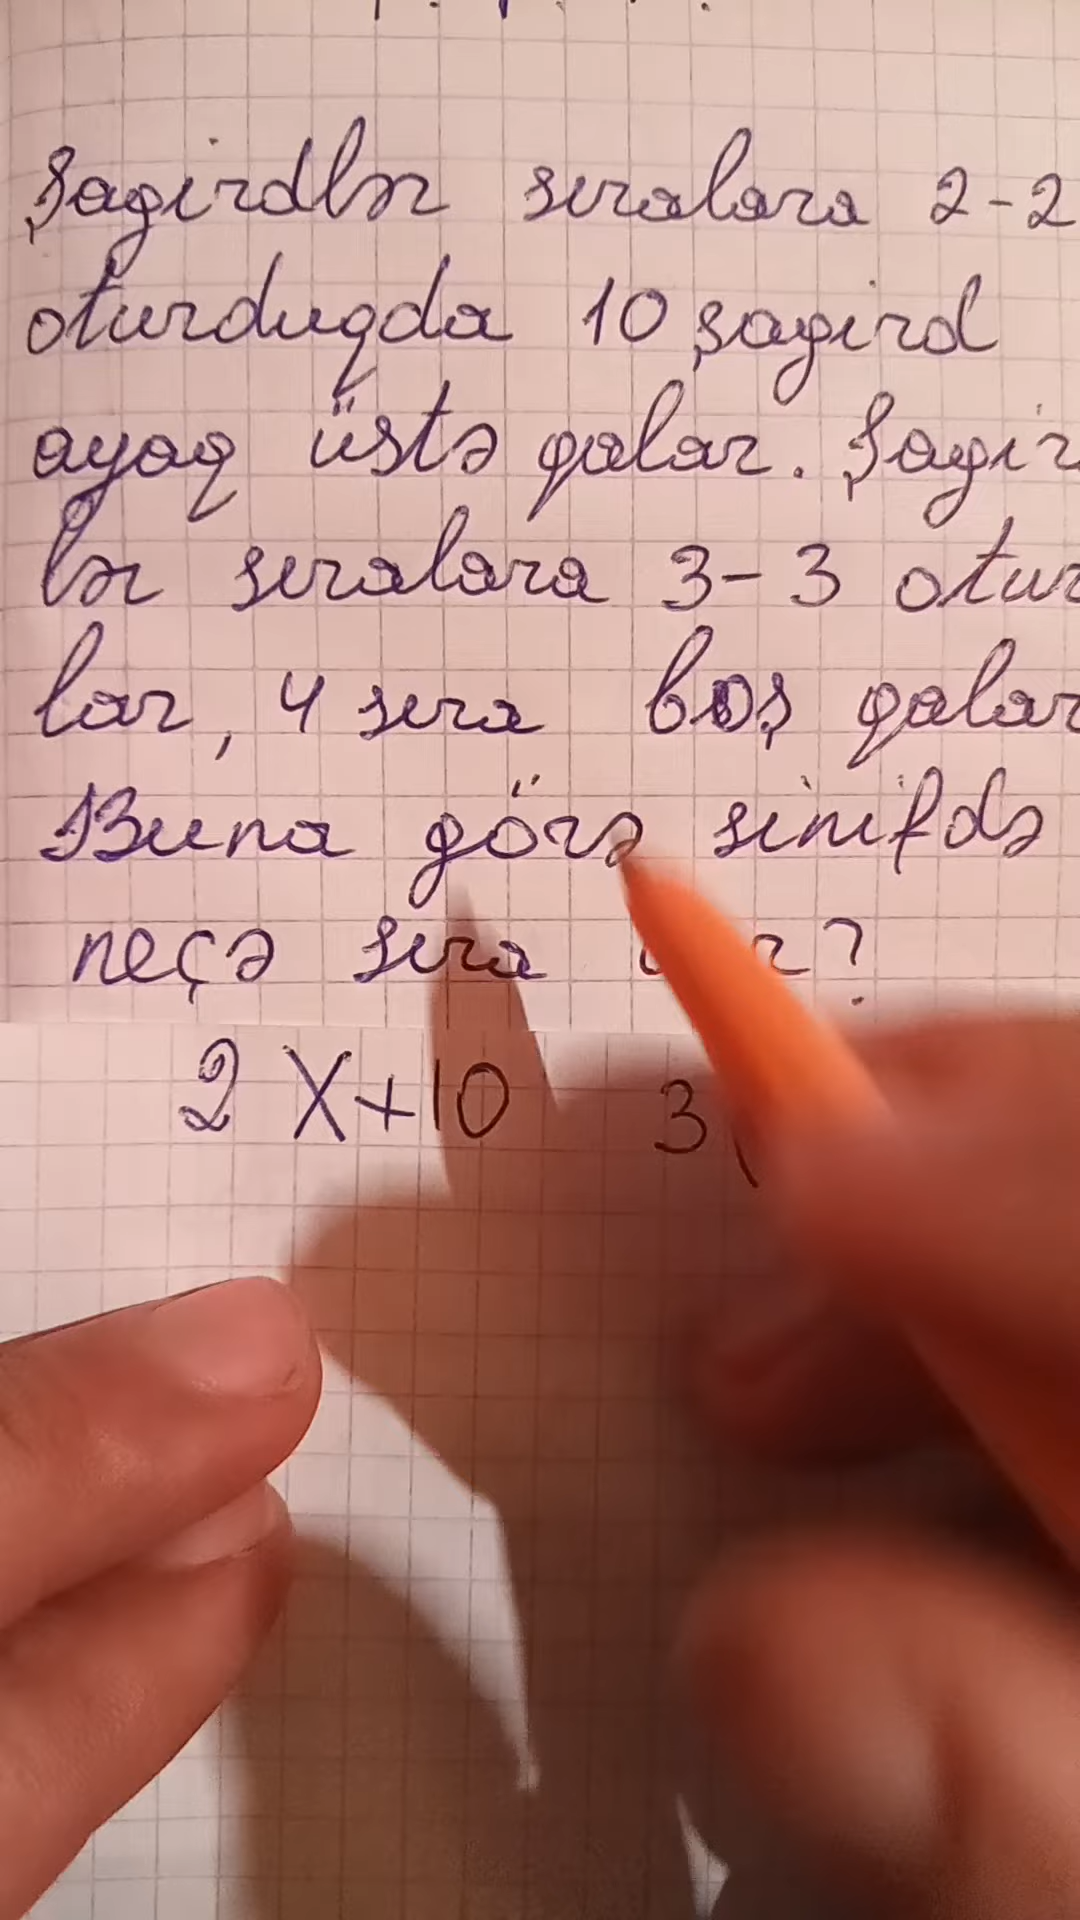 Şagirdlər sıralara 2-2
oturduqda 10 şagird
ayaq üstə qalar. Şagir
lər sıralara 3-3 otur
lar, 4 sıra boş qalar
Buna görə sinifdə
neçə sıra ?
2X+10 3(